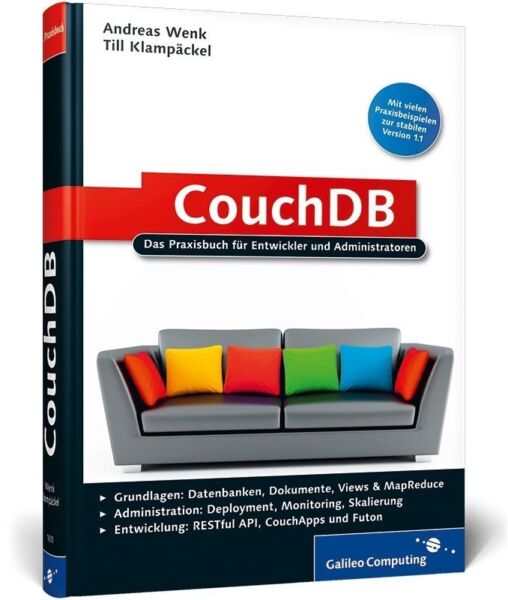 Andreas Wenk
Till Klampäckel
Mit vielen
Praxisbeispielen
zur stabilen
Version 1.1
CouchDB
Das Praxisbuch für Entwickler und Administratoren
▶ Grundlagen: Datenbanken, Dokumente, Views & MapReduce
▶ Administration: Deployment, Monitoring, Skalierung
▶ Entwicklung: RESTful API, CouchApps und Futon
Galileo Computing
Praxisbuch
CouchDB
Wenk
Klampäckel
1670